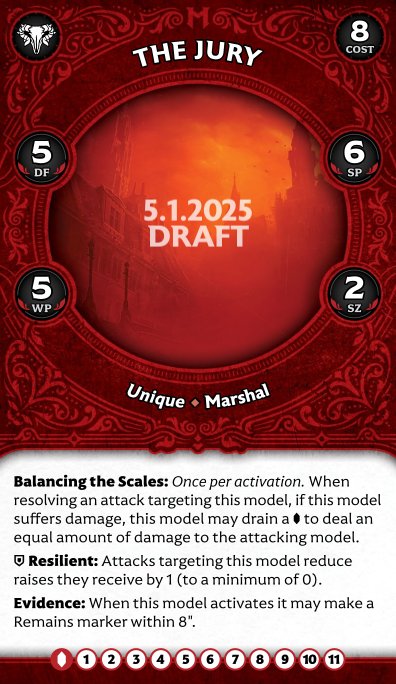 M
8
COST
THE JURY
5
DF
6
SP
5.1.2025
DRAFT
5
WP
2
SZ
Unique ♦ Marshal
Balancing the Scales: Once per activation. When
resolving an attack targeting this model, if this model
suffers damage, this model may drain a to deal an
equal amount of damage to the attacking model.
Resilient: Attacks targeting this model reduce
raises they receive by 1 (to a minimum of 0).
Evidence: When this model activates it may make a
Remains marker within 8".
1 2 3 4 5 6 7 8 9 10 11